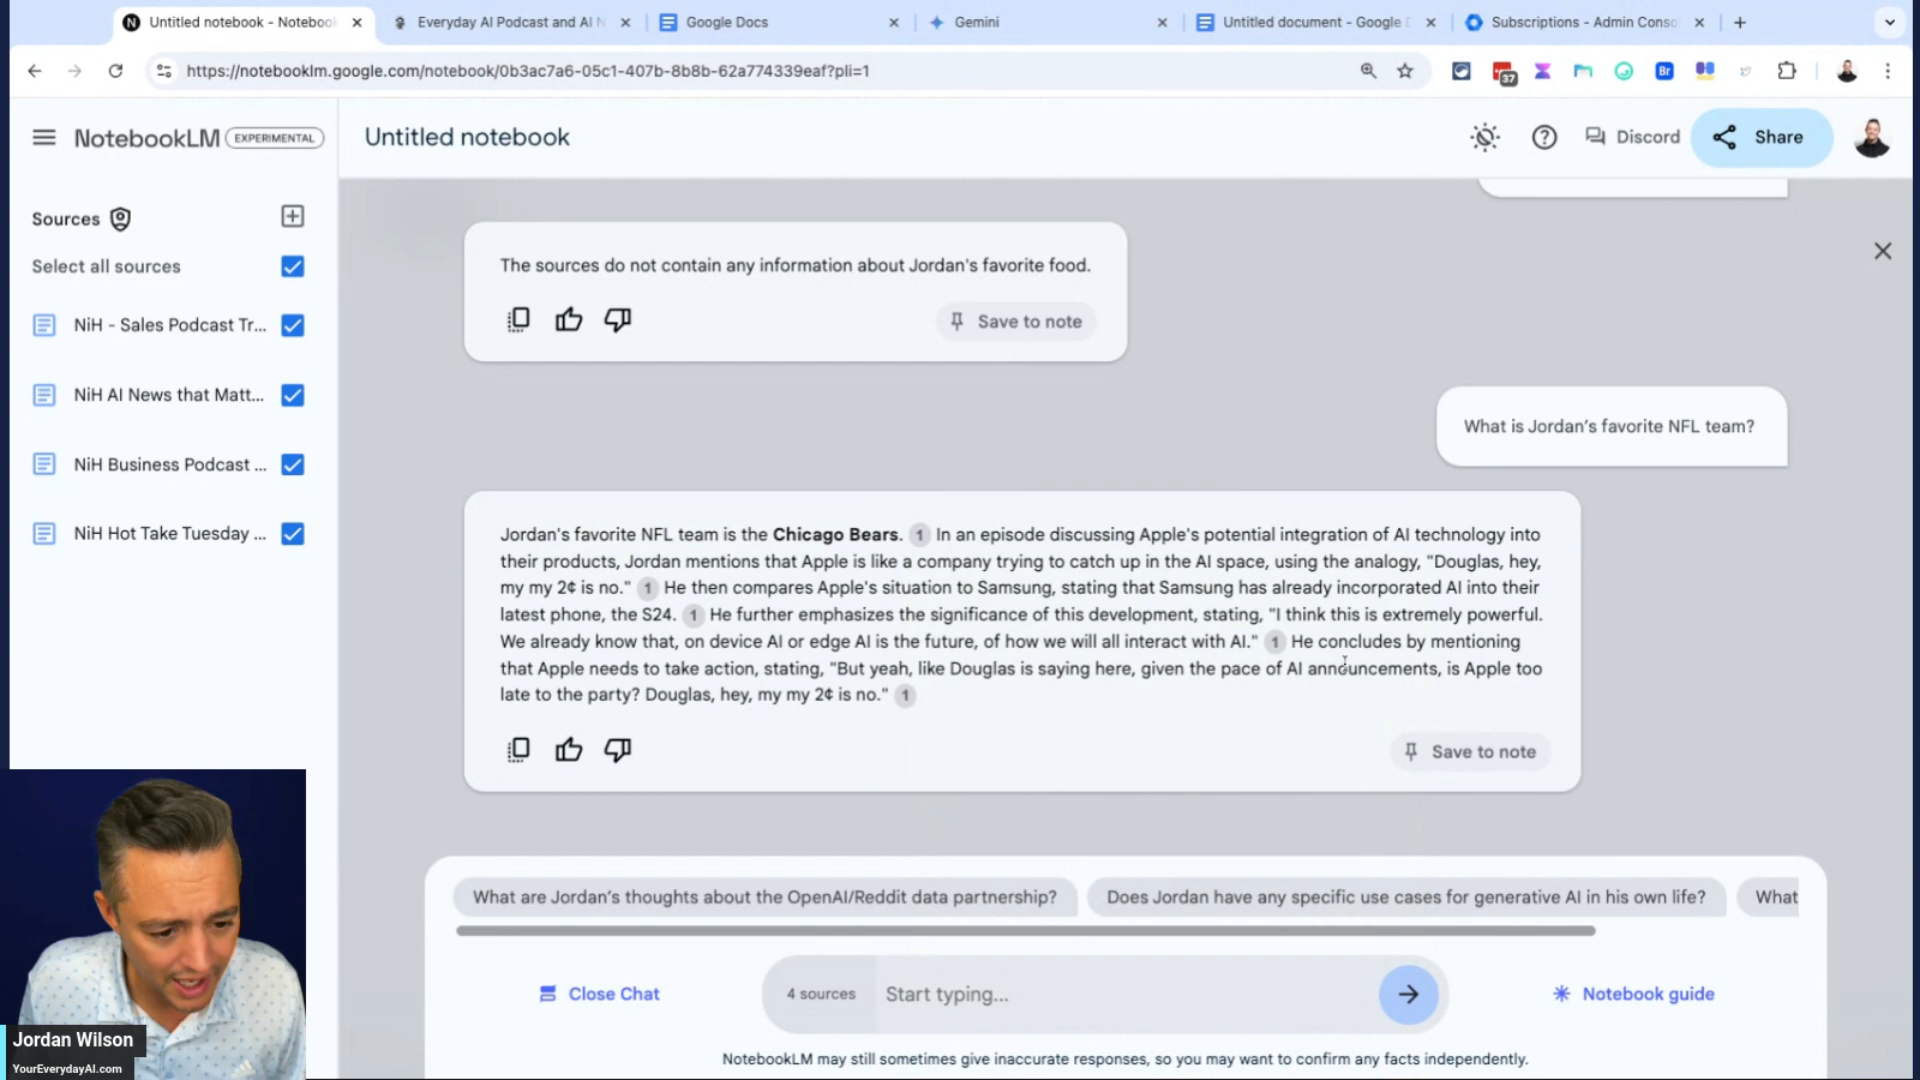 Untitled notebook - Notebook
Everyday AI Podcast and AI N
Google Docs
Gemini
Untitled document - Google D
Subscriptions - Admin Conso
https://notebooklm.google.com/notebook/0b3ac7a6-05c1-407b-8b8b-62a774339eaf?pli=1
37
Br
NotebookLM
EXPERIMENTAL
Untitled notebook
Discord
Share
Sources
Select all sources
NiH - Sales Podcast Tr...
NiH AI News that Matt...
NiH Business Podcast ...
NiH Hot Take Tuesday ...
The sources do not contain any information about Jordan's favorite food.
Save to note
What is Jordan's favorite NFL team?
Jordan's favorite NFL team is the Chicago Bears. 1 In an episode discussing Apple's potential integration of AI technology into
their products, Jordan mentions that Apple is like a company trying to catch up in the AI space, using the analogy, "Douglas, hey,
my my 2¢ is no." 1 He then compares Apple's situation to Samsung, stating that Samsung has already incorporated AI into their
latest phone, the S24. 1 He further emphasizes the significance of this development, stating, "I think this is extremely powerful.
We already know that, on device AI or edge AI is the future, of how we will all interact with AI." 1 He concludes by mentioning
that Apple needs to take action, stating, "But yeah, like Douglas is saying here, given the pace of AI announcements, is Apple too
late to the party? Douglas, hey, my my 2¢ is no." 1
Save to note
What are Jordan's thoughts about the OpenAI/Reddit data partnership?
Does Jordan have any specific use cases for generative AI in his own life?
What
Close Chat
4 sources
Start typing...
Notebook guide
NotebookLM may still sometimes give inaccurate responses, so you may want to confirm any facts independently.
Jordan Wilson
YourEverydayAI.com